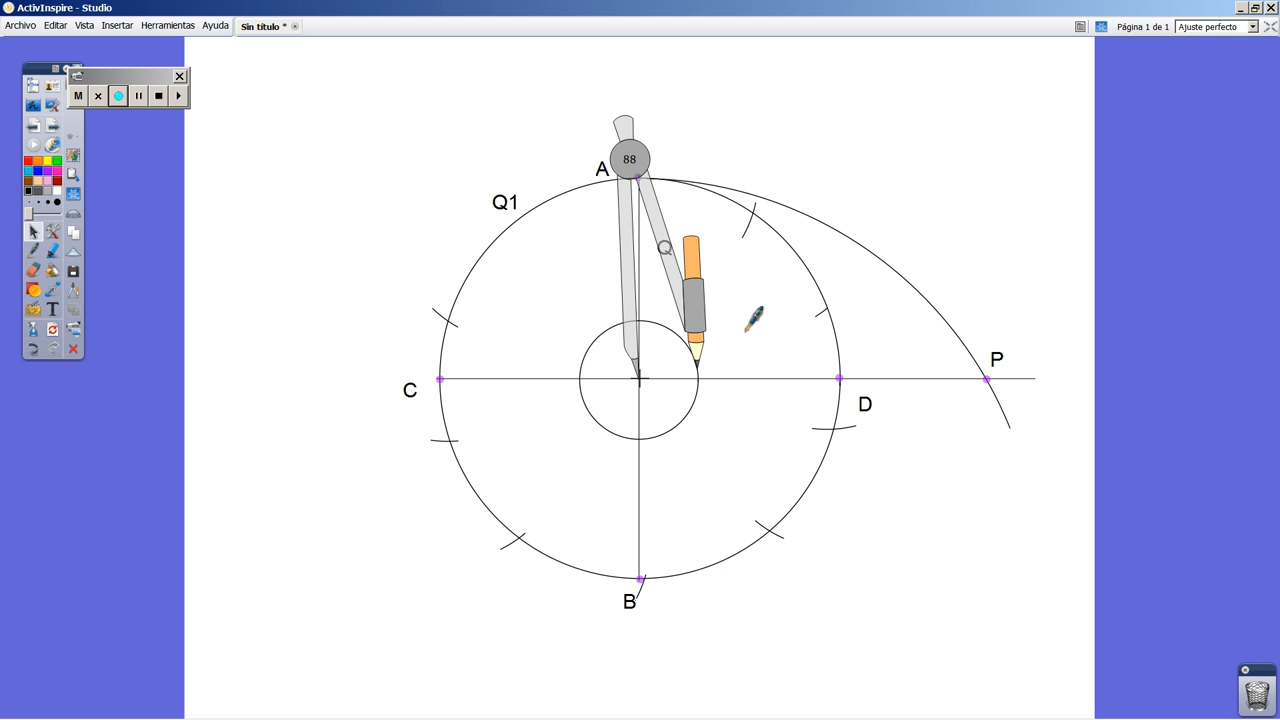 ActivInspire - Studio
Archivo Editar Vista Insertar Herramientas Ayuda Sin título * Página 1 de 1 Ajuste perfecto
M
T
88
A
Q1
Q
P
C
D
B